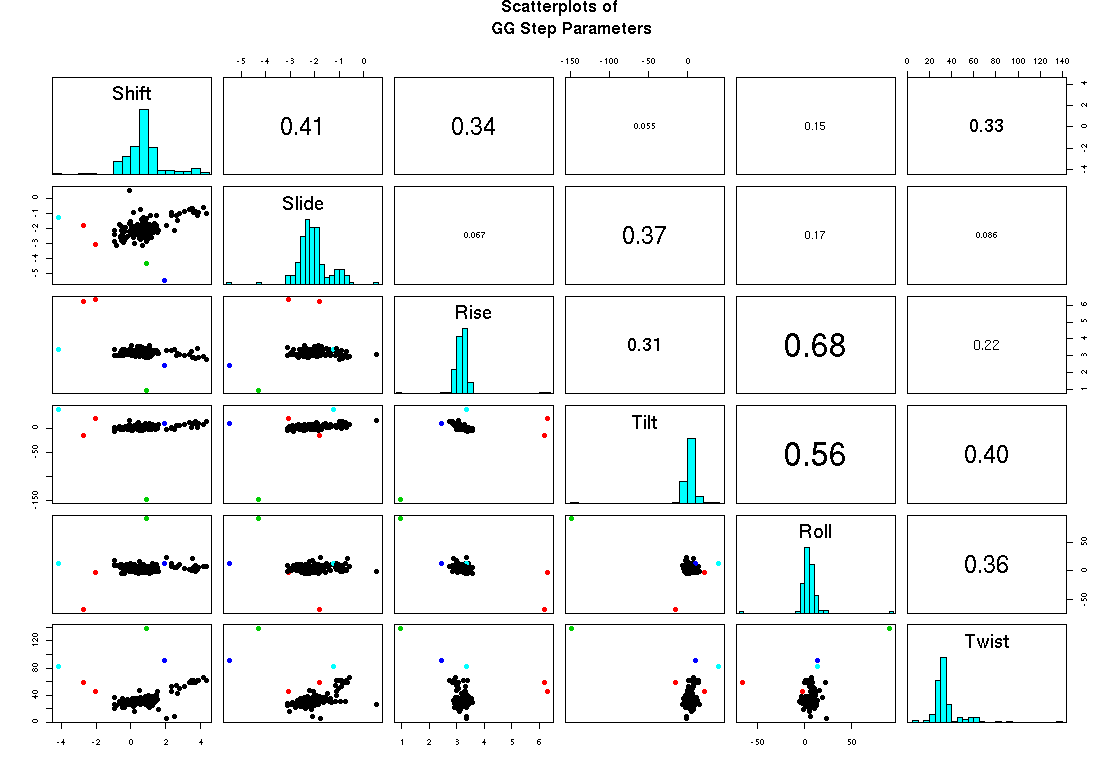 Scatterplots of
GG Step Parameters
-5 -4 -3 -2 -1 0
-150 -100 -50 0
0 20 40 60 80 100 120 140
Shift
0.41 0.34 0.055 0.15 0.33
-4 -2 0 2 4
-5 -4 -3 -2 -1 0
Slide
0.067 0.37 0.17 0.086
Rise
0.31 0.68 0.22
1 2 3 4 5 6
-150 -50 0
Tilt
0.56 0.40
Roll
0.36
-50 0 50
0 40 80 120
Twist
-4 -2 0 2 4
1 2 3 4 5 6
-50 0 50